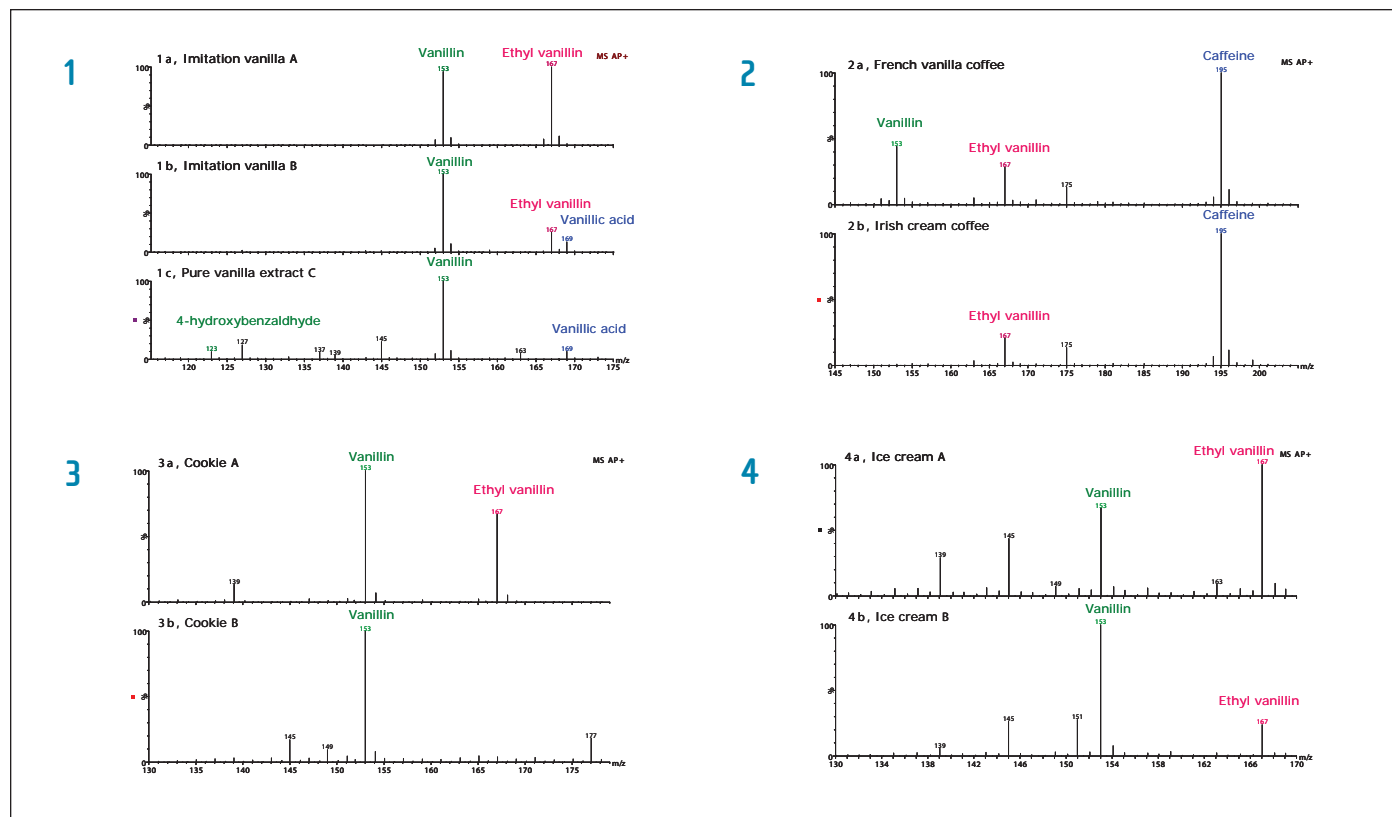 1
1a, Imitation vanilla A
Vanillin
Ethyl vanillin
MS AP+
100
153
167
%
0
1b, Imitation vanilla B
Vanillin
100
153
Ethyl vanillin
Vanillic acid
%
167
169
0
1c, Pure vanilla extract C
Vanillin
100
153
4-hydroxybenzaldhyde
Vanillic acid
%
123
127
137
139
145
163
169
0
m/z
120 125 130 135 140 145 150 155 160 165 170 175
2
2a, French vanilla coffee
Caffeine
MS AP+
100
195
Vanillin
153
Ethyl vanillin
%
167
175
0
2b, Irish cream coffee
Caffeine
100
195
%
Ethyl vanillin
167
175
0
m/z
145 150 155 160 165 170 175 180 185 190 195 200
3
3a, Cookie A
Vanillin
MS AP+
100
153
Ethyl vanillin
167
%
139
0
3b, Cookie B
Vanillin
100
153
%
145
149
177
0
m/z
130 135 140 145 150 155 160 165 170 175
4
4a, Ice cream A
Ethyl vanillin
MS AP+
100
167
Vanillin
153
%
139
145
149
163
0
4b, Ice cream B
Vanillin
100
153
%
Ethyl vanillin
139
145
151
167
0
m/z
130 134 138 142 146 150 154 158 162 166 170